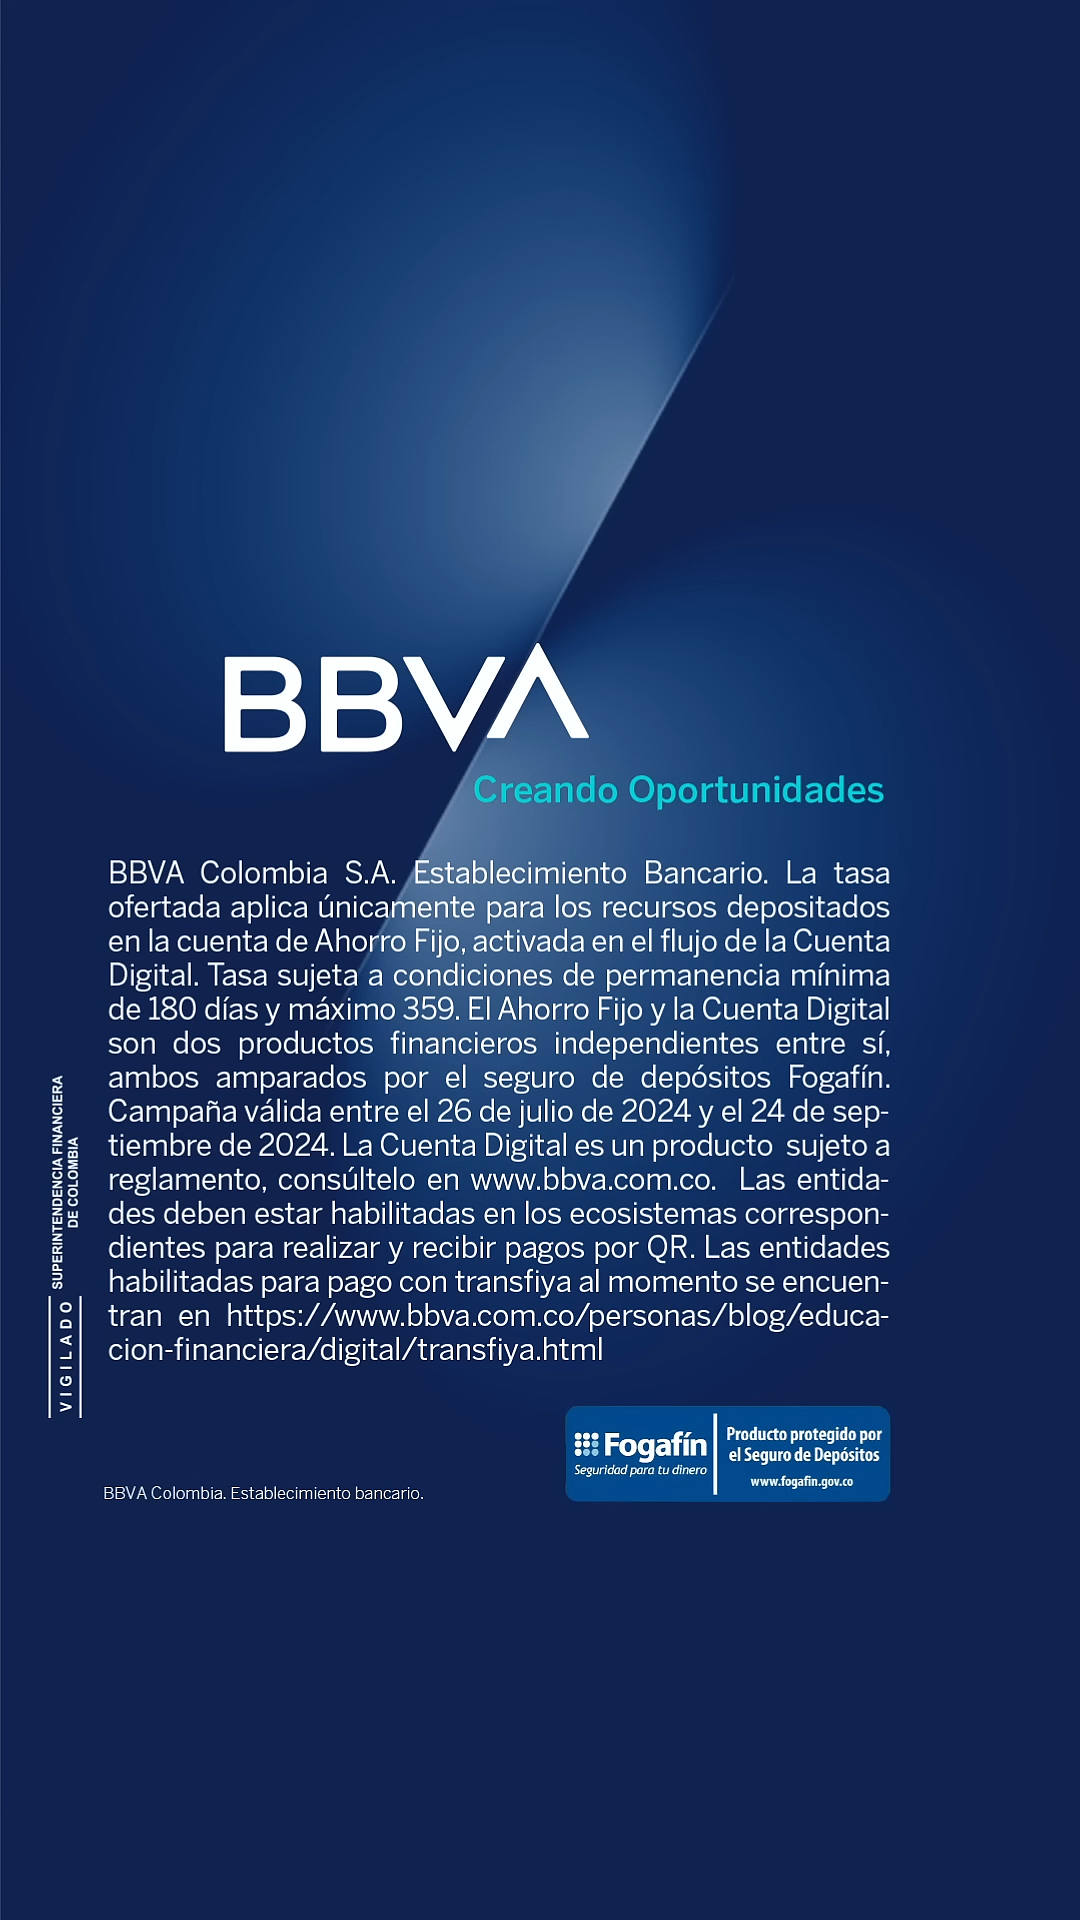 BBVA
Creando Oportunidades
BBVA Colombia S.A. Establecimiento Bancario. La tasa
ofertada aplica únicamente para los recursos depositados
en la cuenta de Ahorro Fijo, activada en el flujo de la Cuenta
Digital. Tasa sujeta a condiciones de permanencia mínima
de 180 días y máximo 359. El Ahorro Fijo y la Cuenta Digital
son dos productos financieros independientes entre sí,
ambos amparados por el seguro de depósitos Fogafín.
Campaña válida entre el 26 de julio de 2024 y el 24 de sep-
tiembre de 2024. La Cuenta Digital es un producto sujeto a
reglamento, consúltelo en www.bbva.com.co. Las entida-
des deben estar habilitadas en los ecosistemas correspon-
dientes para realizar y recibir pagos por QR. Las entidades
habilitadas para pago con transfiya al momento se encuen-
tran en https://www.bbva.com.co/personas/blog/educa-
cion-financiera/digital/transfiya.html
VIGILADO SUPERINTENDENCIA FINANCIERA
DE COLOMBIA
Fogafín
Seguridad para tu dinero
Producto protegido por
el Seguro de Depósitos
www.fogafin.gov.co
BBVA Colombia. Establecimiento bancario.